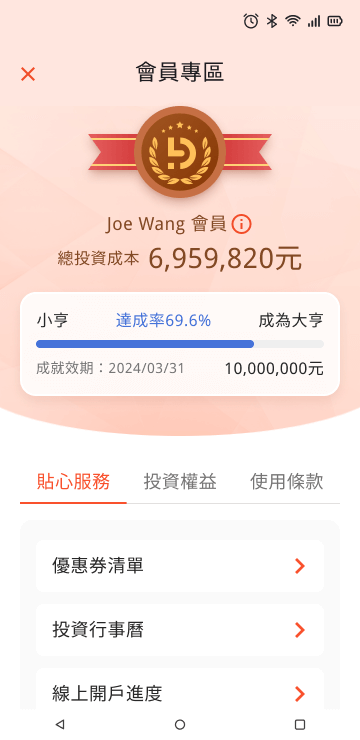 會員專區
Joe Wang 會員
總投資成本 6,959,820元
小亨 達成率69.6% 成為大亨
成就效期：2024/03/31 10,000,000元
貼心服務 投資權益 使用條款
優惠券清單
投資行事曆
線上開戶進度